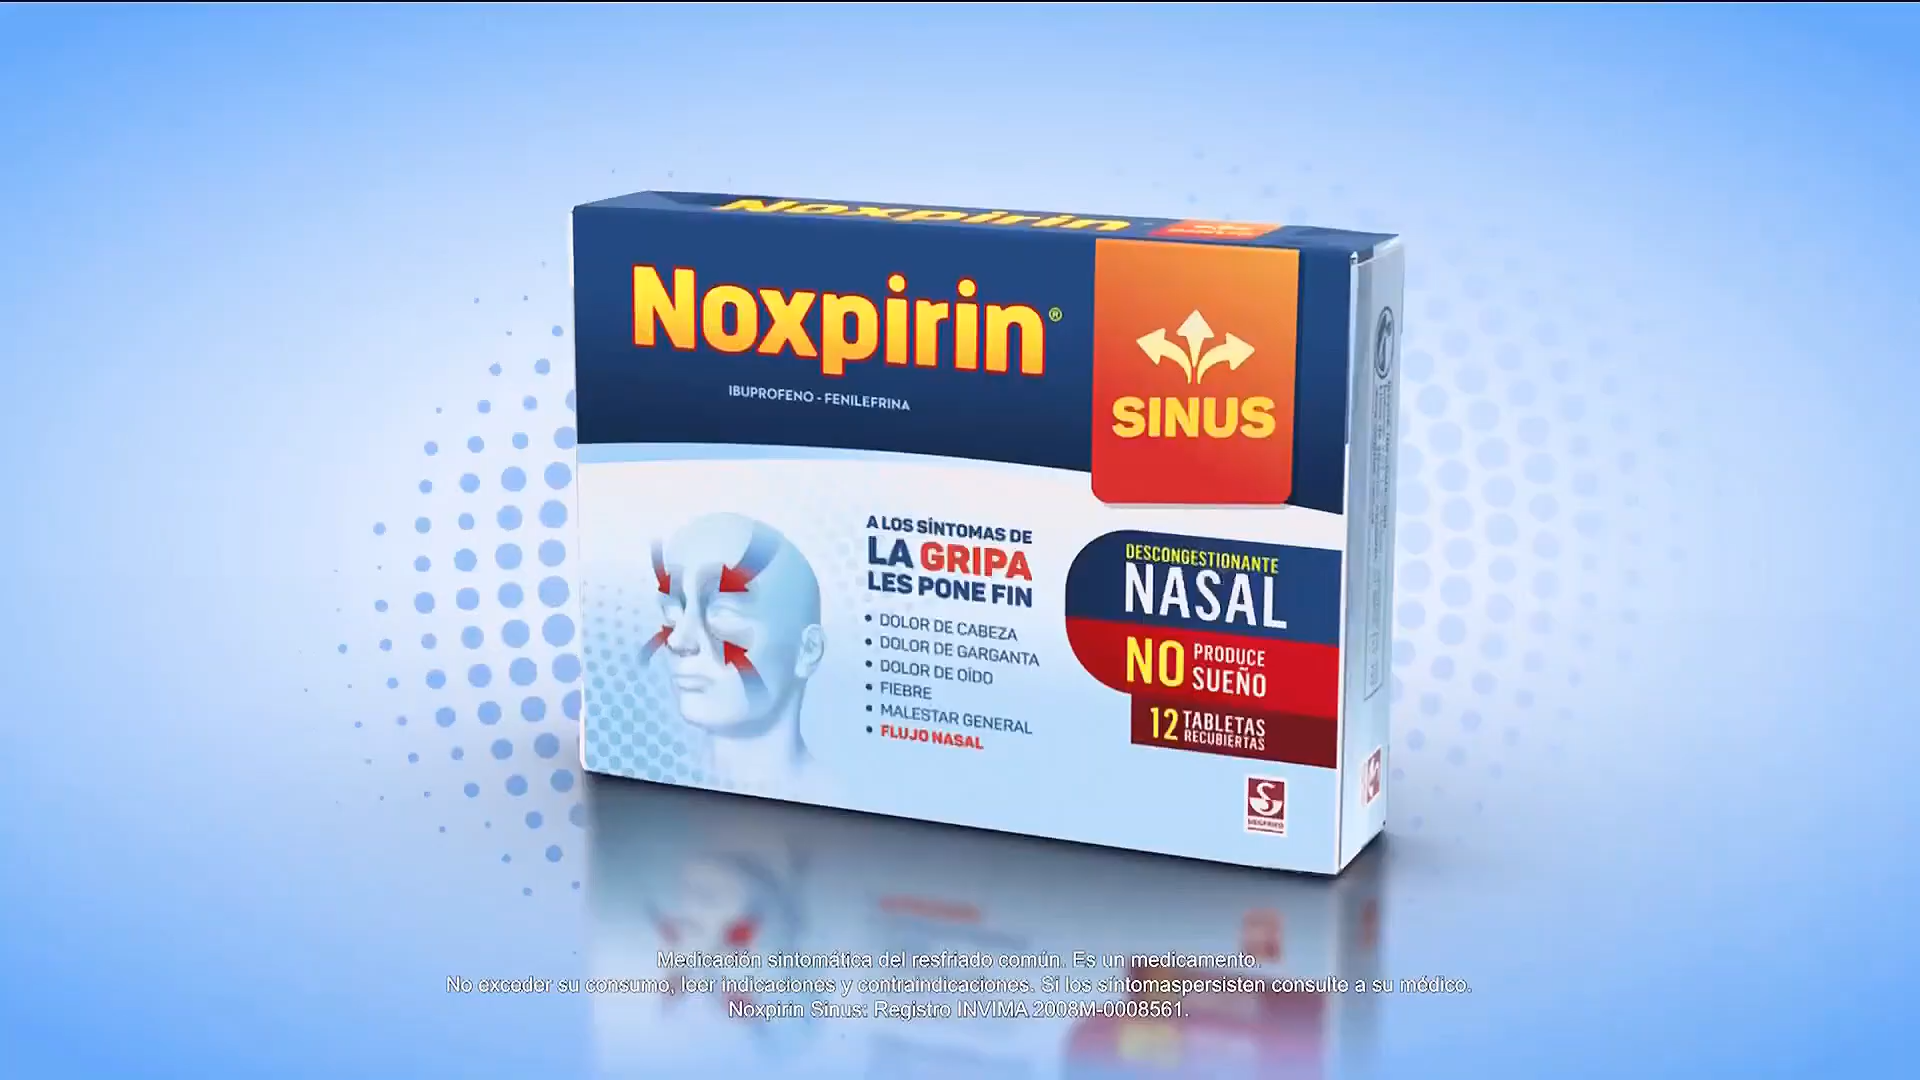 Noxpirin
Noxpirin®
IBUPROFENO - FENILEFRINA
SINUS
A LOS SÍNTOMAS DE
LA GRIPA
LES PONE FIN
• DOLOR DE CABEZA
• DOLOR DE GARGANTA
• DOLOR DE OÍDO
• FIEBRE
• MALESTAR GENERAL
• FLUJO NASAL
DESCONGESTIONANTE
NASAL
NO PRODUCE
SUEÑO
12 TABLETAS
RECUBIERTAS
SIEGFRIED
Medicación sintomática del resfriado común. Es un medicamento.
No exceder su consumo, leer indicaciones y contraindicaciones. Si los síntomaspersisten consulte a su médico.
Noxpirin Sinus: Registro INVIMA 2008M-0008561.